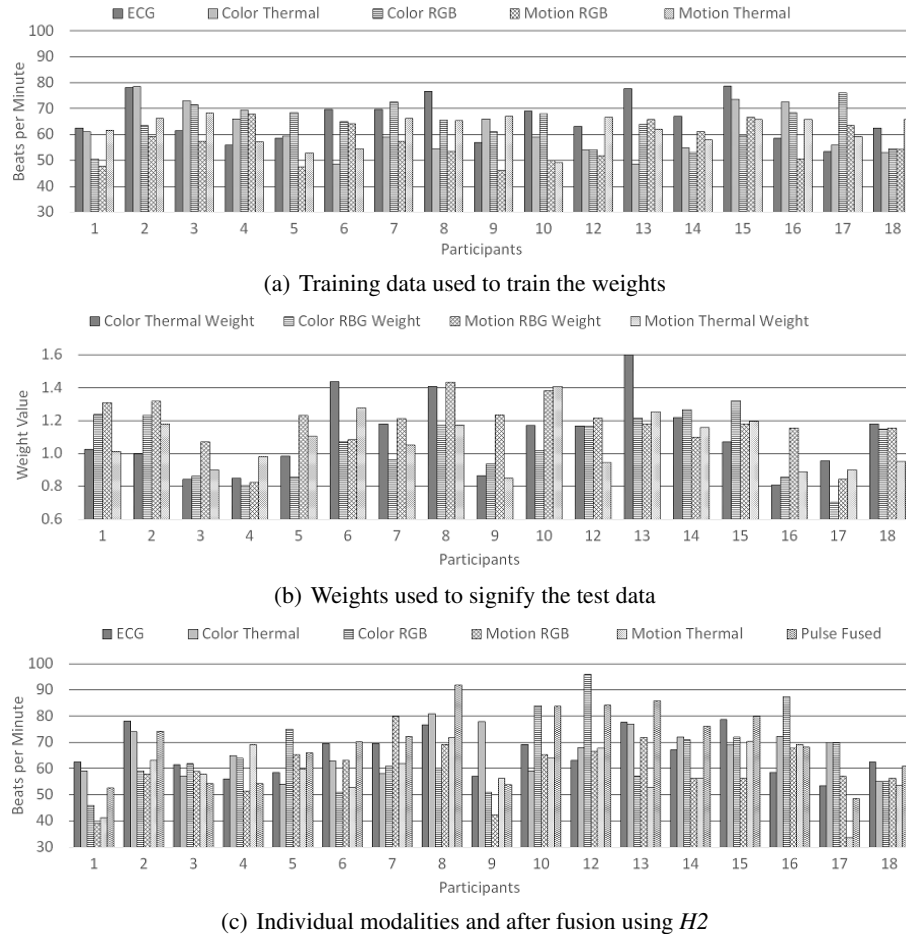 ECG Color Thermal Color RGB Motion RGB Motion Thermal
100
90
80
70
60
50
40
30
Beats per Minute
1 2 3 4 5 6 7 8 9 10 12 13 14 15 16 17 18
Participants
(a) Training data used to train the weights
Color Thermal Weight Color RBG Weight Motion RBG Weight Motion Thermal Weight
1.6
1.4
1.2
1.0
0.8
0.6
Weight Value
1 2 3 4 5 6 7 8 9 10 12 13 14 15 16 17 18
Participants
(b) Weights used to signify the test data
ECG Color Thermal Color RGB Motion RGB Motion Thermal Pulse Fused
100
90
80
70
60
50
40
30
Beats per Minute
1 2 3 4 5 6 7 8 9 10 12 13 14 15 16 17 18
Participants
(c) Individual modalities and after fusion using H2